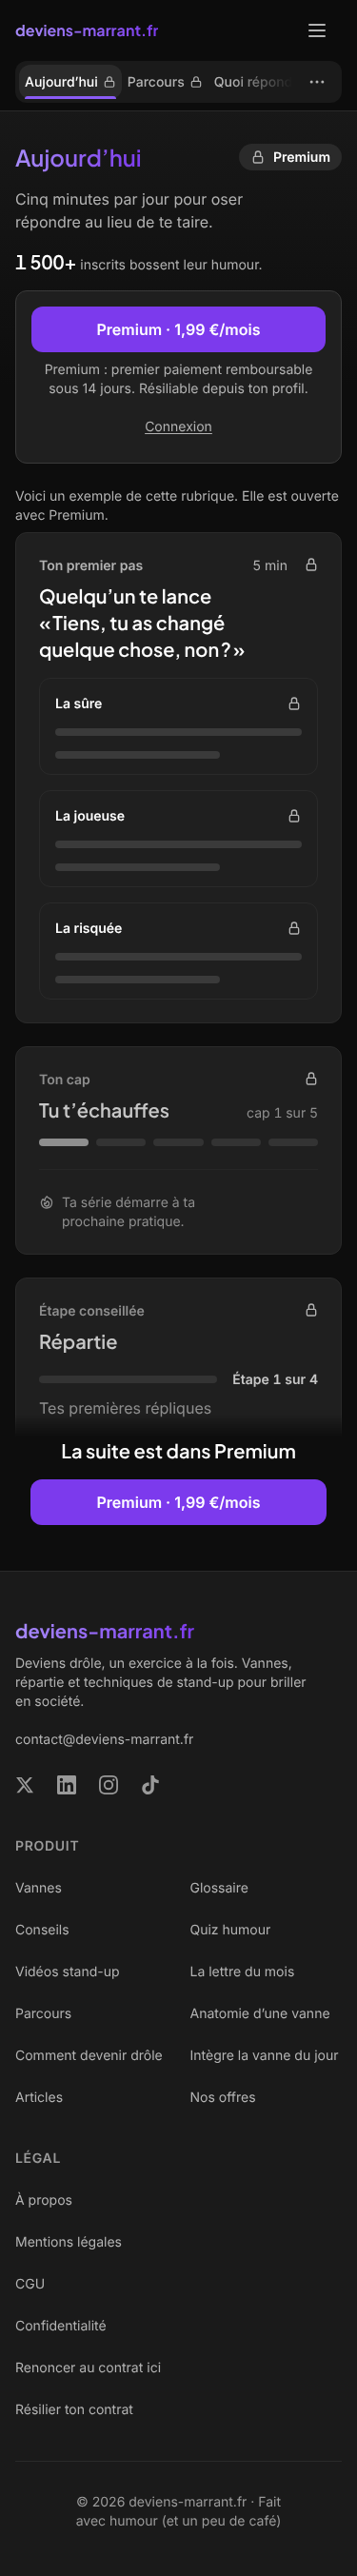 deviens-marrant.fr
Aujourd’hui
Parcours
Quoi répond
Aujourd’hui
Premium
Cinq minutes par jour pour oser
répondre au lieu de te taire.
1 500+ inscrits bossent leur humour.
Premium · 1,99 €/mois
Premium : premier paiement remboursable
sous 14 jours. Résiliable depuis ton profil.
Connexion
Voici un exemple de cette rubrique. Elle est ouverte
avec Premium.
Ton premier pas
5 min
Quelqu’un te lance
« Tiens, tu as changé
quelque chose, non ? »
La sûre
La joueuse
La risquée
Ton cap
Tu t’échauffes
cap 1 sur 5
Ta série démarre à ta
prochaine pratique.
Étape conseillée
Répartie
Étape 1 sur 4
Tes premières répliques
La suite est dans Premium
Premium · 1,99 €/mois
deviens-marrant.fr
Deviens drôle, un exercice à la fois. Vannes,
répartie et techniques de stand-up pour briller
en société.
contact@deviens-marrant.fr
PRODUIT
Vannes
Glossaire
Conseils
Quiz humour
Vidéos stand-up
La lettre du mois
Parcours
Anatomie d’une vanne
Comment devenir drôle
Intègre la vanne du jour
Articles
Nos offres
LÉGAL
À propos
Mentions légales
CGU
Confidentialité
Renoncer au contrat ici
Résilier ton contrat
© 2026 deviens-marrant.fr · Fait
avec humour (et un peu de café)